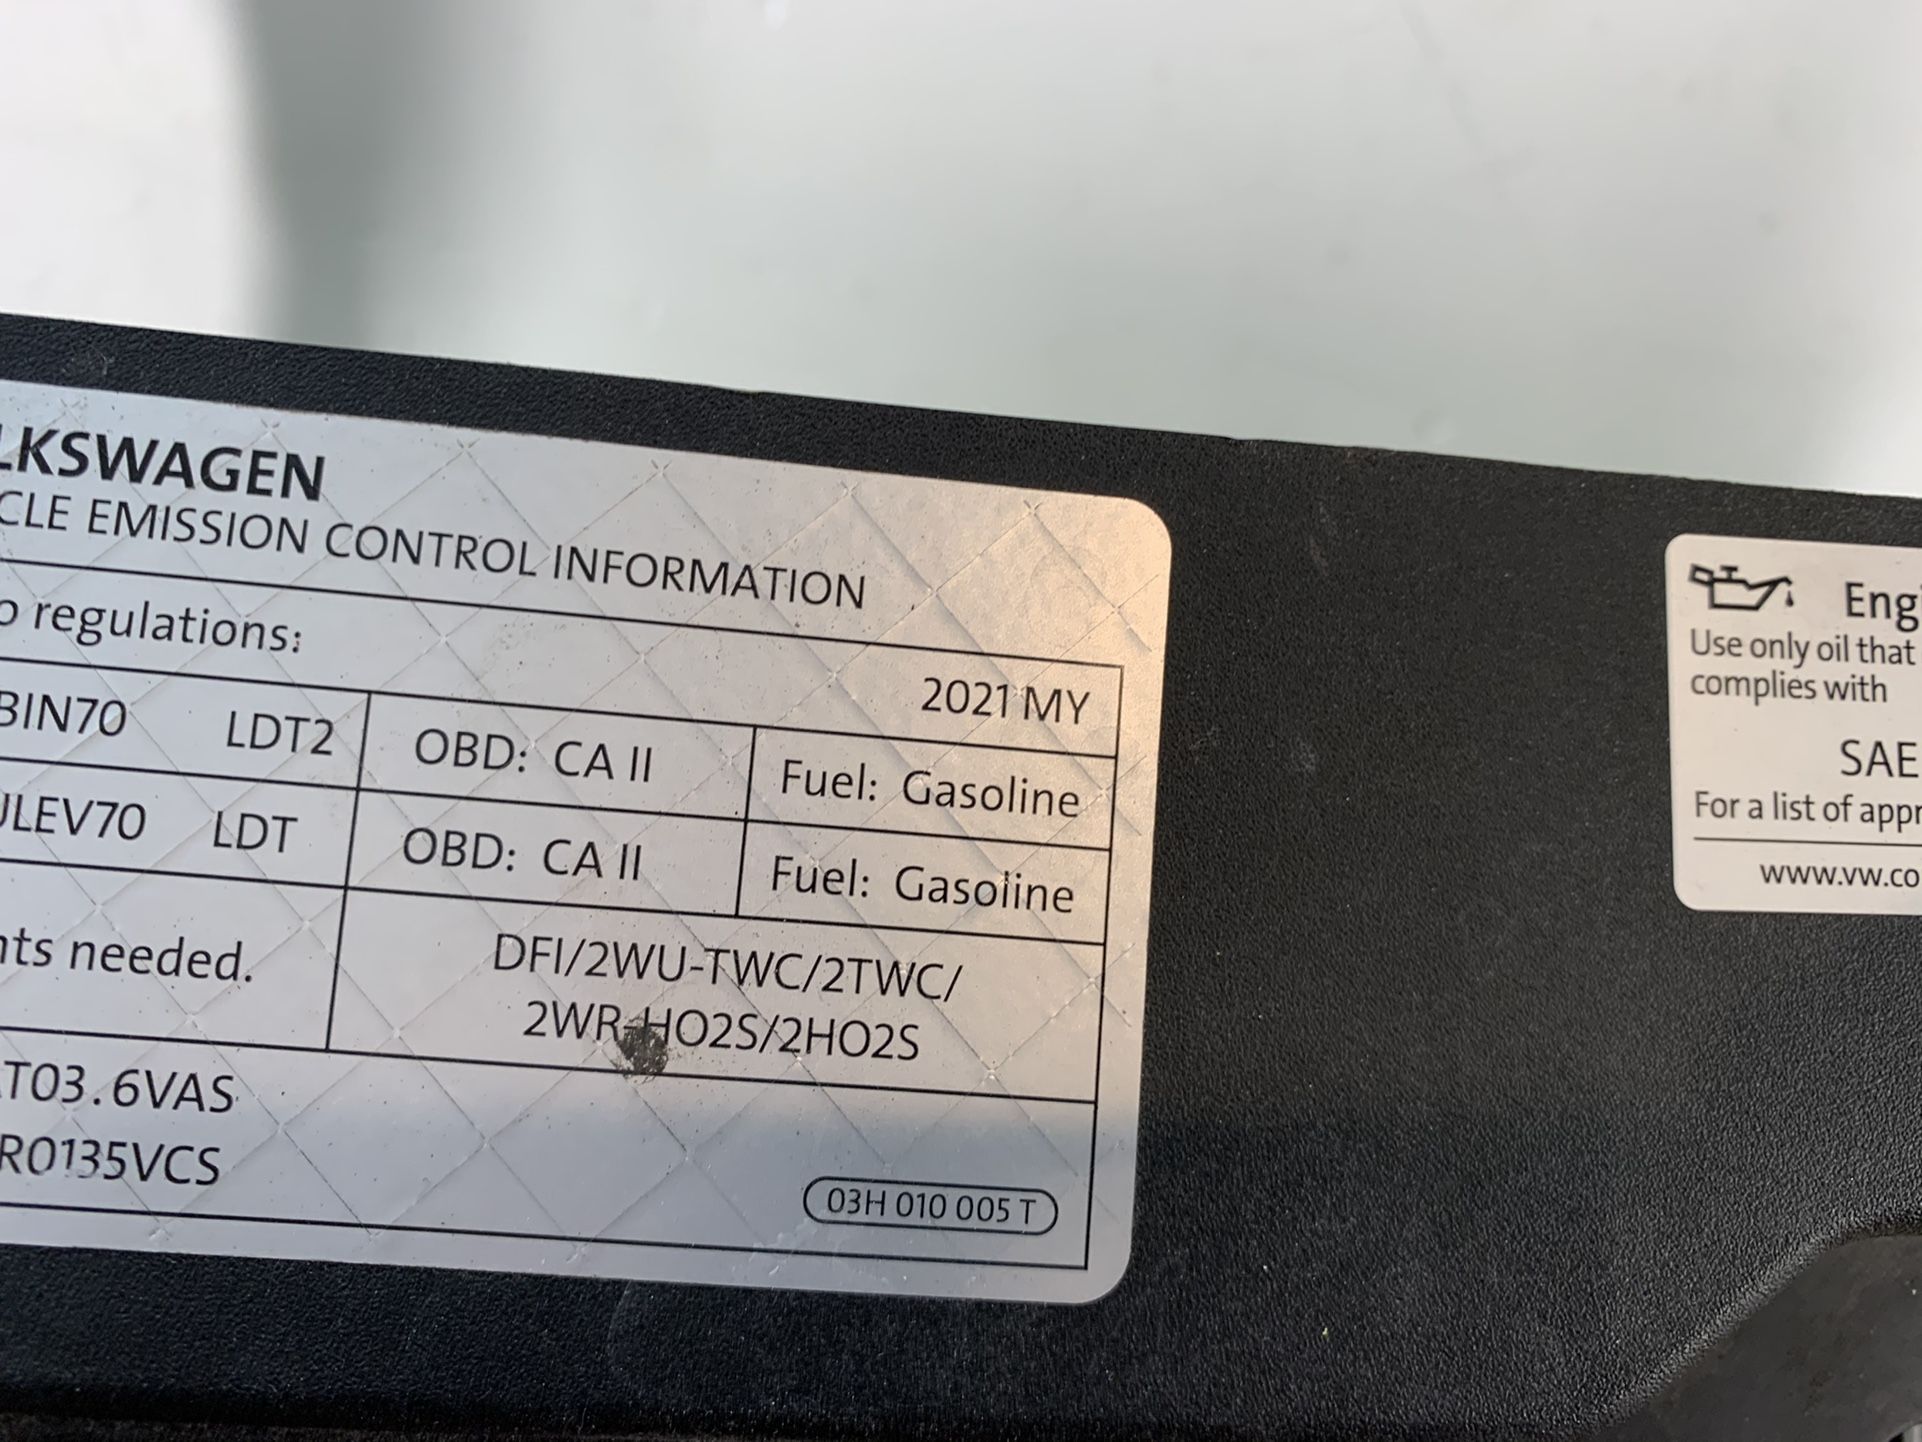 LKSWAGEN
CLE EMISSION CONTROL INFORMATION
o regulations:
2021 MY
BIN70 LDT2 OBD: CA II Fuel: Gasoline
ULEV70 LDT OBD: CA II Fuel: Gasoline
nts needed.
DFI/2WU-TWC/2TWC/
2WR-HO2S/2HO2S
T03.6VAS
R0135VCS
03H 010 005 T
Eng
Use only oil that
complies with
SAE
For a list of appr
www.vw.co